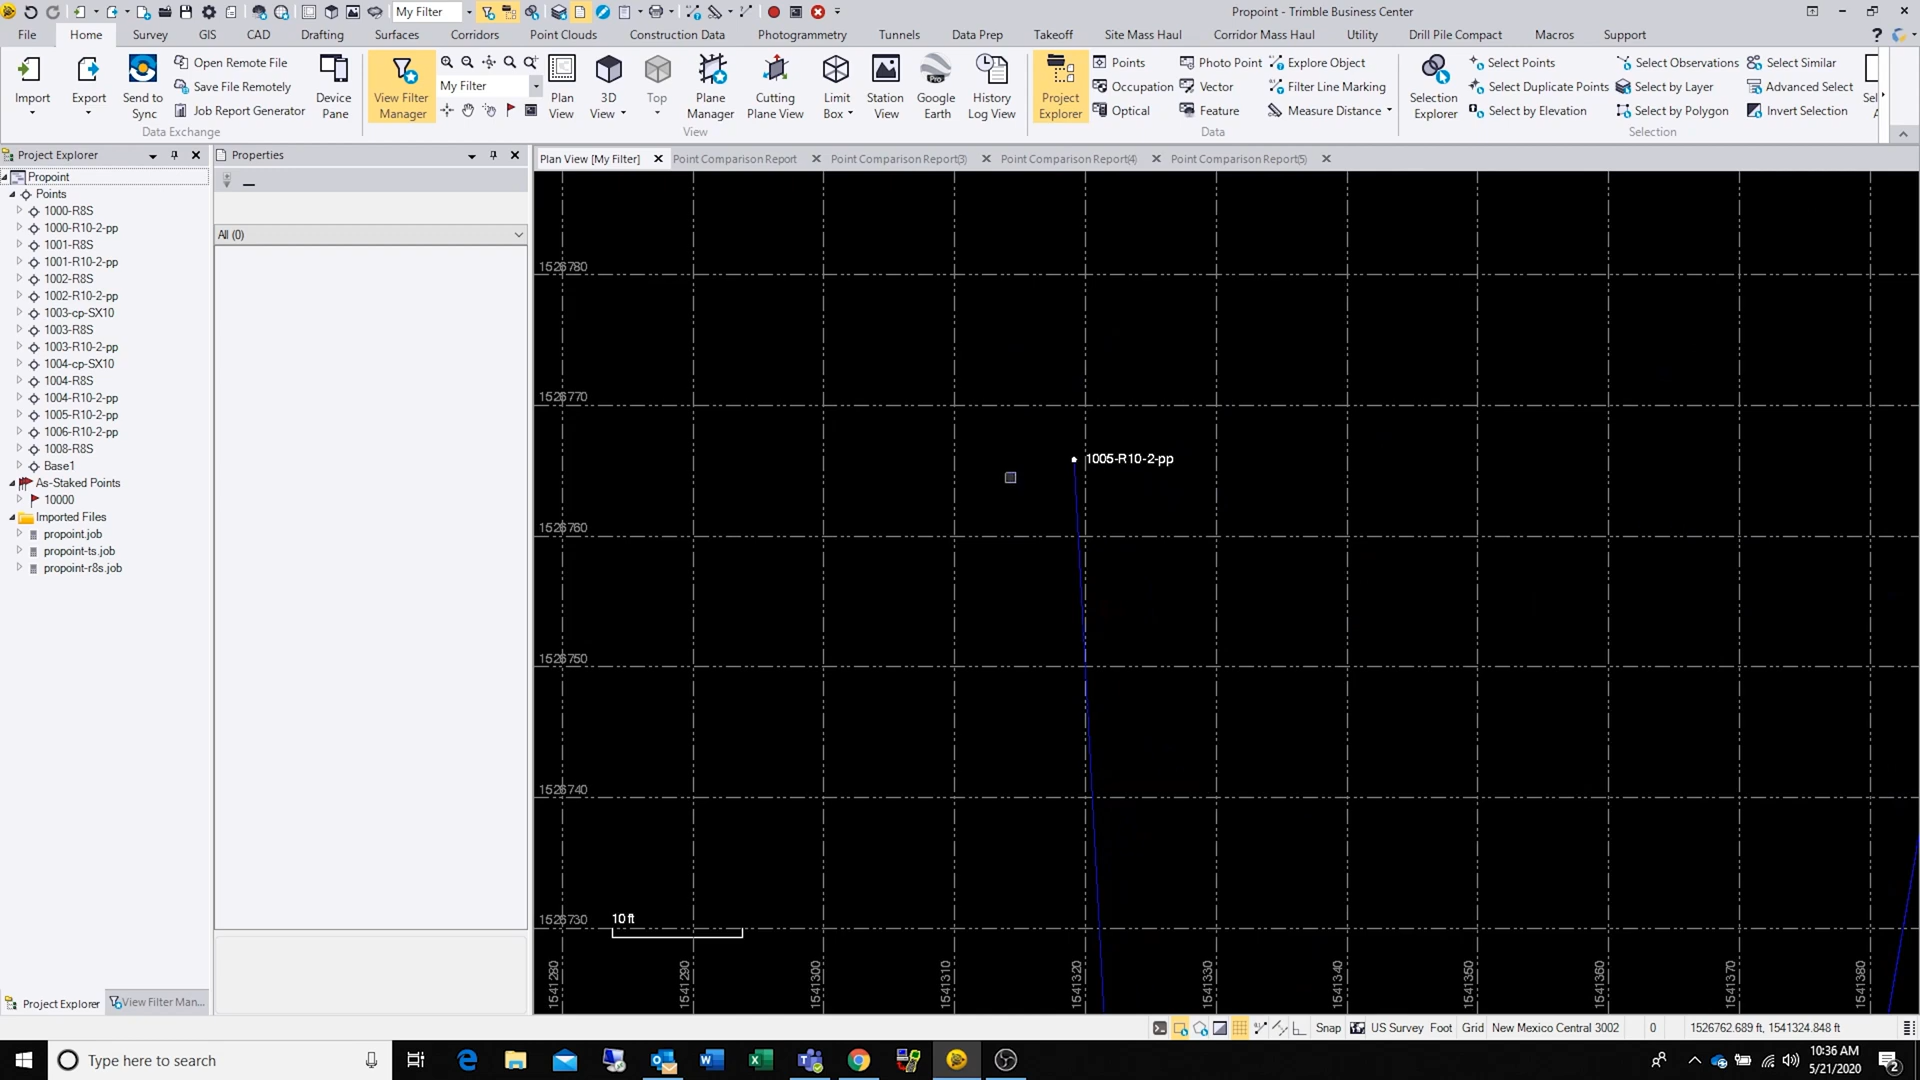 My Filter
Propoint - Trimble Business Center
File Home Survey GIS CAD Drafting Surfaces Corridors Point Clouds Construction Data Photogrammetry Tunnels Data Prep Takeoff Site Mass Haul Corridor Mass Haul Utility Drill Pile Compact Macros Support
Import
Export
Send to Sync
Open Remote File
Save File Remotely
Job Report Generator
Device Pane
Data Exchange
View Filter Manager
My Filter
Plan View
3D View
Top
Plane Manager
Cutting Plane View
Limit Box
Station View
Google Earth
History Log View
View
Project Explorer
Points
Occupation
Optical
Photo Point
Vector
Feature
Explore Object
Filter Line Marking
Measure Distance
Data
Selection Explorer
Select Points
Select Duplicate Points
Select by Elevation
Select Observations
Select by Layer
Select by Polygon
Select Similar
Advanced Select
Invert Selection
Selection
Project Explorer
Propoint
Points
1000-R8S
1000-R10-2-pp
1001-R8S
1001-R10-2-pp
1002-R8S
1002-R10-2-pp
1003-cp-SX10
1003-R8S
1003-R10-2-pp
1004-cp-SX10
1004-R8S
1004-R10-2-pp
1005-R10-2-pp
1006-R10-2-pp
1008-R8S
Base1
As-Staked Points
10000
Imported Files
propoint.job
propoint-ts.job
propoint-r8s.job
Project Explorer
View Filter Man...
Properties
All (0)
Plan View [My Filter]
Point Comparison Report
Point Comparison Report(3)
Point Comparison Report(4)
Point Comparison Report(5)
1526780
1526770
1005-R10-2-pp
1526760
1526750
1526740
1526730
10 ft
1541280
1541290
1541300
1541310
1541320
1541330
1541340
1541350
1541360
1541370
1541380
Snap US Survey Foot Grid New Mexico Central 3002 0 1526762.689 ft, 1541324.848 ft
Type here to search
10:36 AM
5/21/2020
2